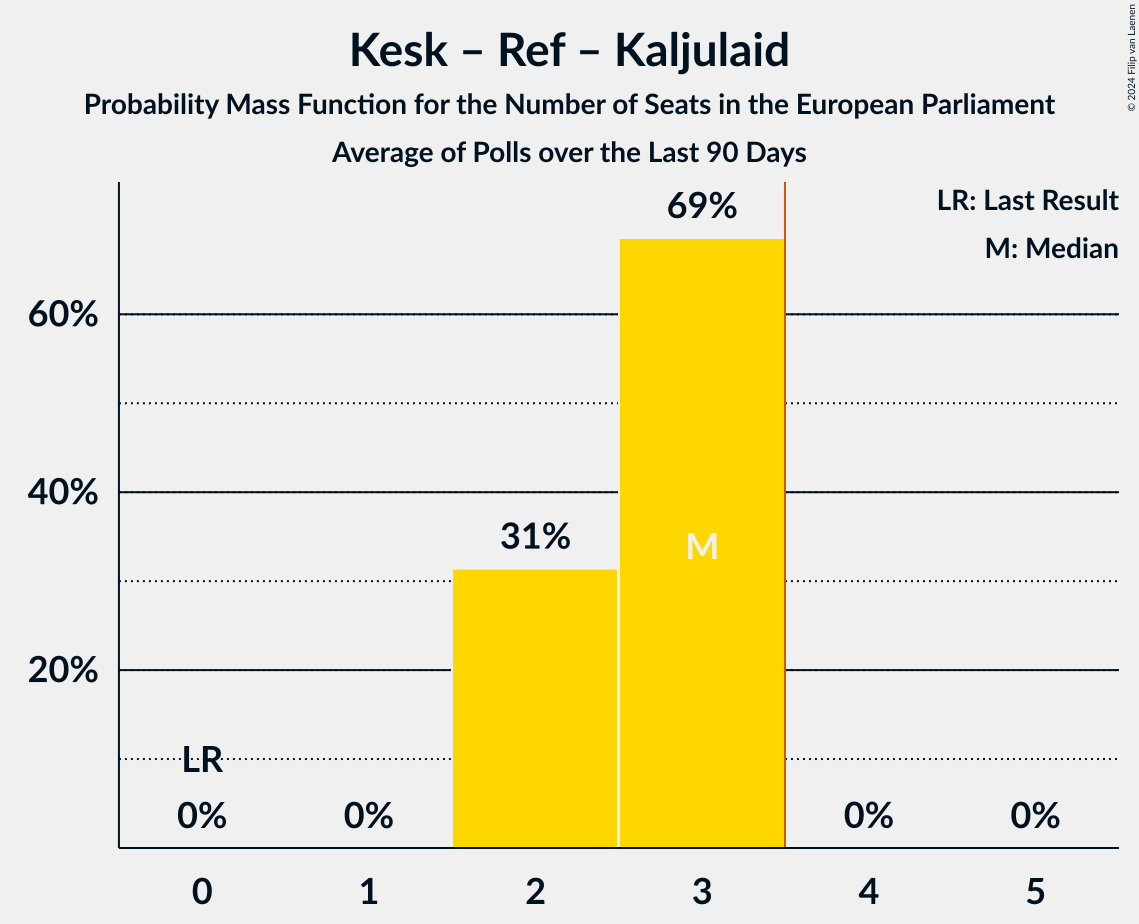 Kesk – Ref – Kaljulaid
Probability Mass Function for the Number of Seats in the European Parliament
Average of Polls over the Last 90 Days
© 2024 Filip van Laenen
LR: Last Result
M: Median
69%
60%
40%
31%
M
20%
LR
0% 0% 0% 0%
0 1 2 3 4 5